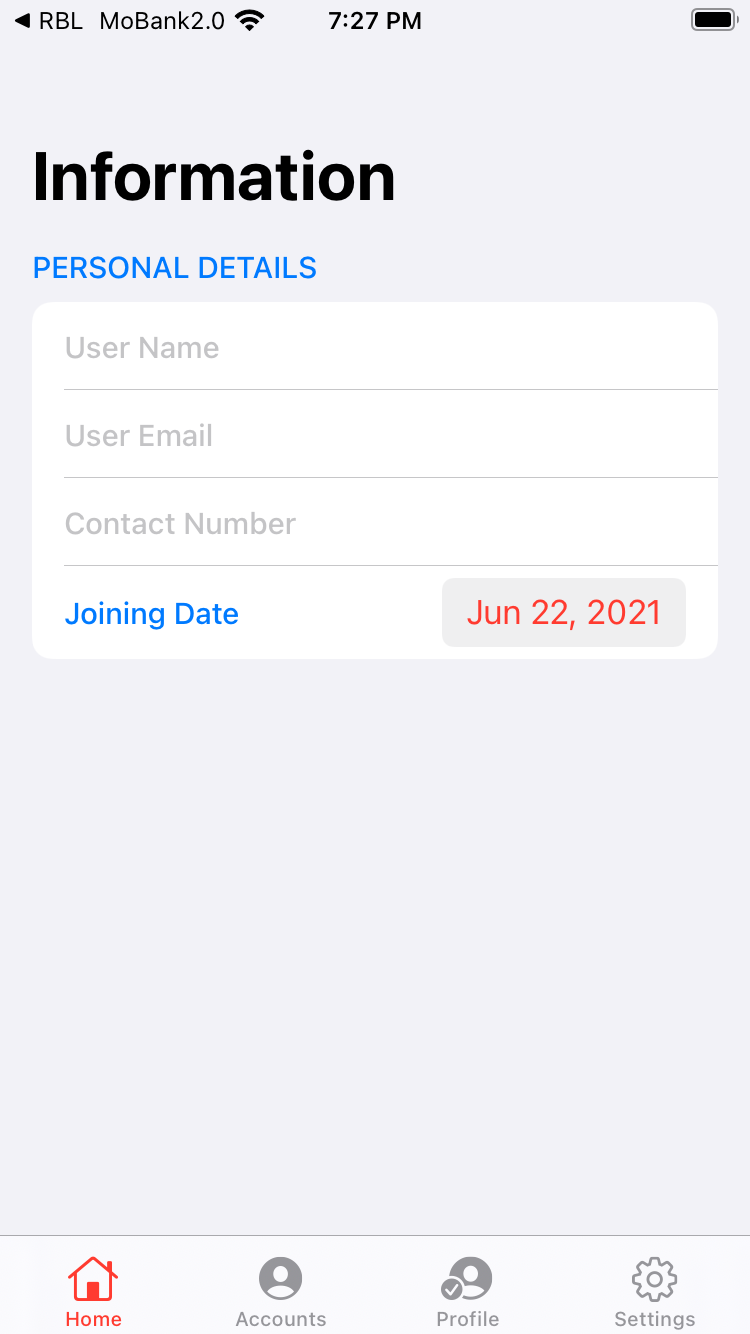 RBL MoBank2.0 7:27 PM
Information
PERSONAL DETAILS
User Name
User Email
Contact Number
Joining Date Jun 22, 2021
Home Accounts Profile Settings